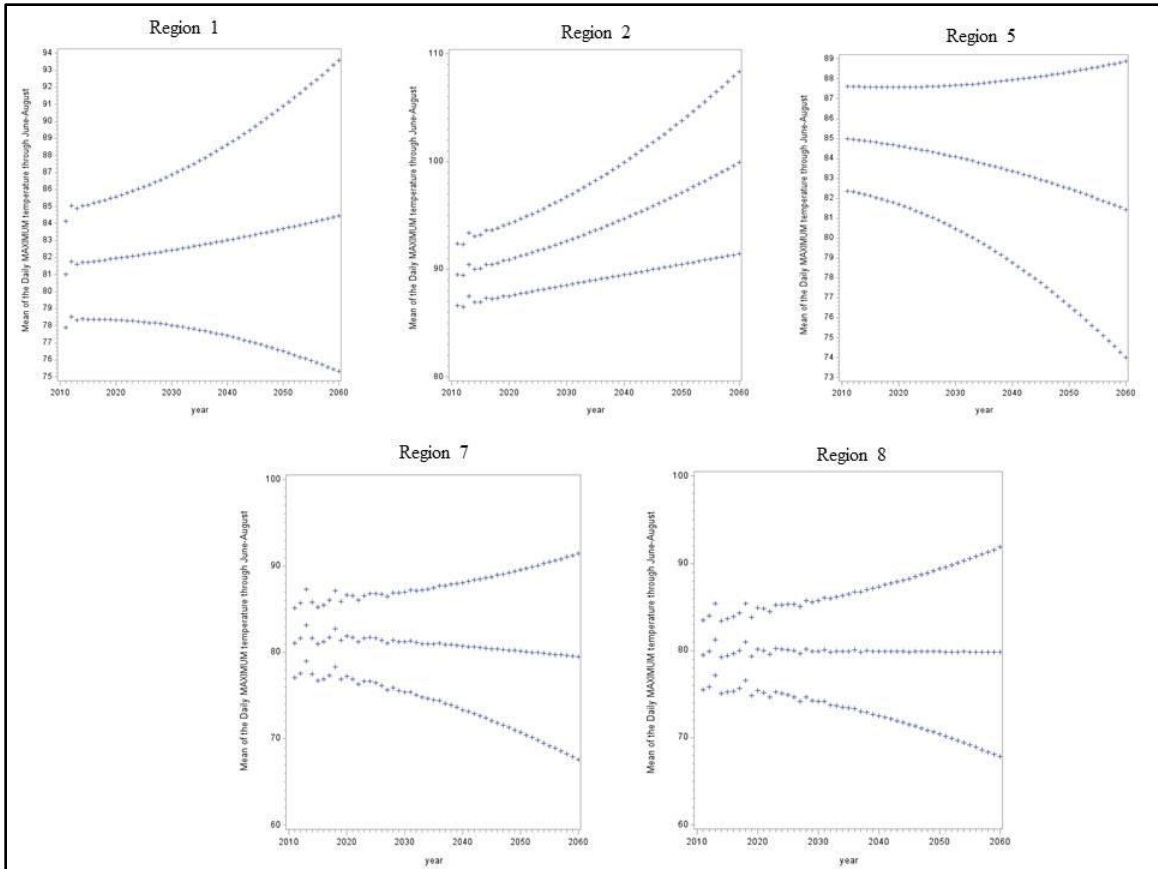 Region 1
Mean of the Daily MAXIMUM temperature through June-August
94
93
92
91
90
89
88
87
86
85
84
83
82
81
80
79
78
77
76
75
2010 2020 2030 2040 2050 2060
year
Region 2
Mean of the Daily MAXIMUM temperature through June-August
110
100
90
80
2010 2020 2030 2040 2050 2060
year
Region 5
Mean of the Daily MAXIMUM temperature through June-August
89
88
87
86
85
84
83
82
81
80
79
78
77
76
75
74
73
2010 2020 2030 2040 2050 2060
year
Region 7
Mean of the Daily MAXIMUM temperature through June-August
100
90
80
70
60
2010 2020 2030 2040 2050 2060
year
Region 8
Mean of the Daily MAXIMUM temperature through June-August
100
90
80
70
60
2010 2020 2030 2040 2050 2060
year